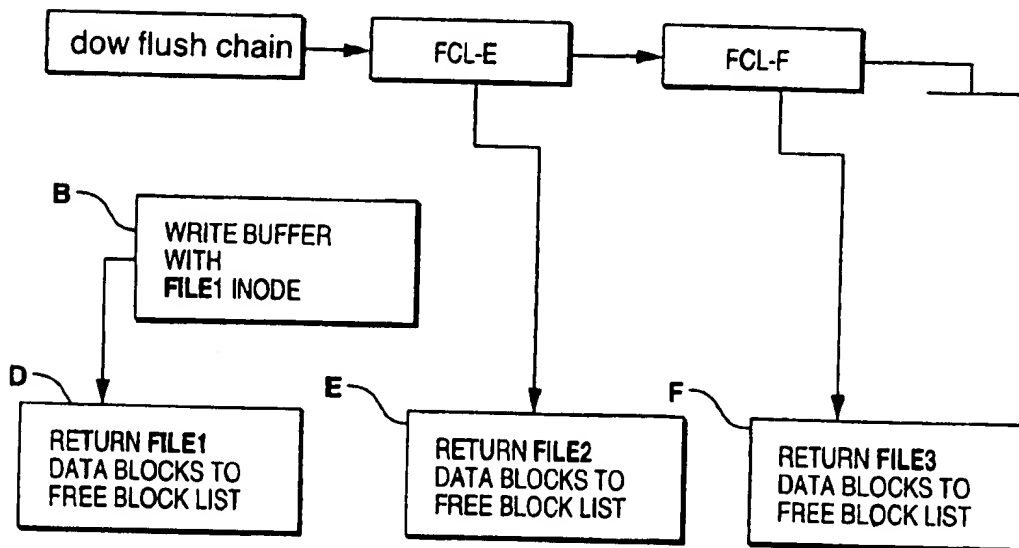 dow flush chain
FCL-E
FCL-F
B
WRITE BUFFER
WITH
FILE1 INODE
D
RETURN FILE1
DATA BLOCKS TO
FREE BLOCK LIST
E
RETURN FILE2
DATA BLOCKS TO
FREE BLOCK LIST
F
RETURN FILE3
DATA BLOCKS TO
FREE BLOCK LIST